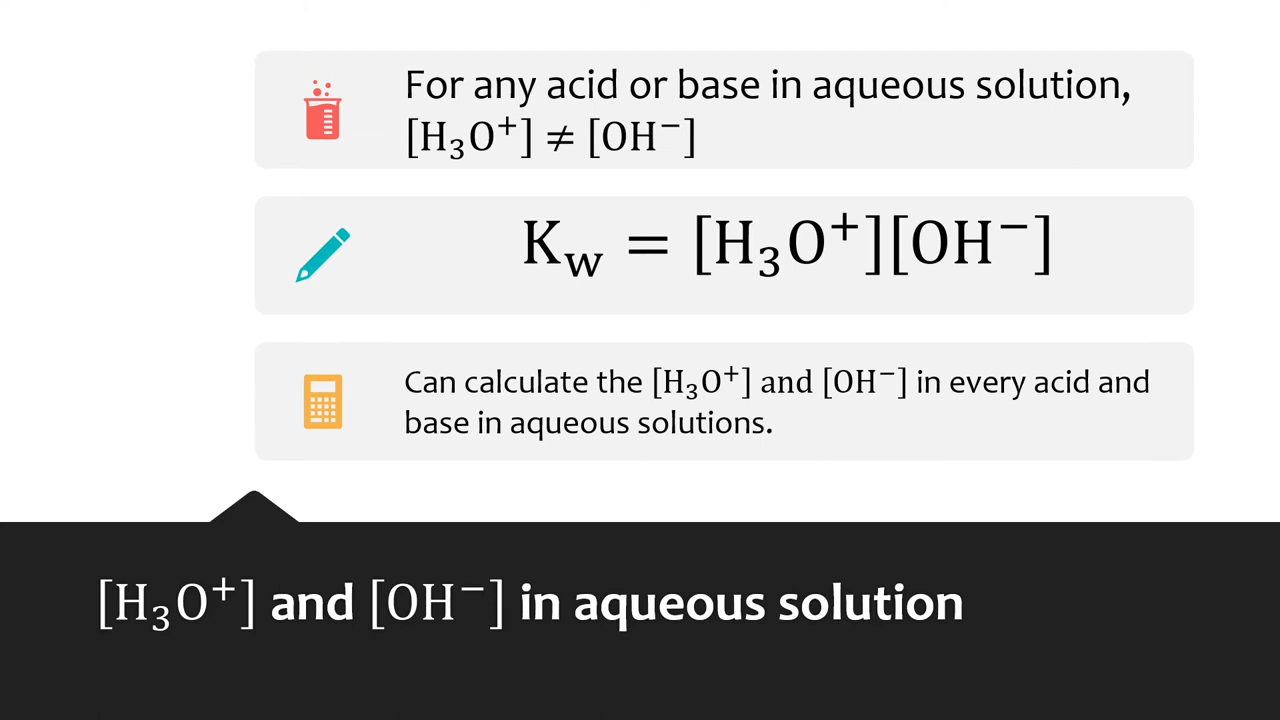 For any acid or base in aqueous solution,
[H₃O⁺] ≠ [OH⁻]
K_w = [H₃O⁺][OH⁻]
Can calculate the [H₃O⁺] and [OH⁻] in every acid and
base in aqueous solutions.
[H₃O⁺] and [OH⁻] in aqueous solution